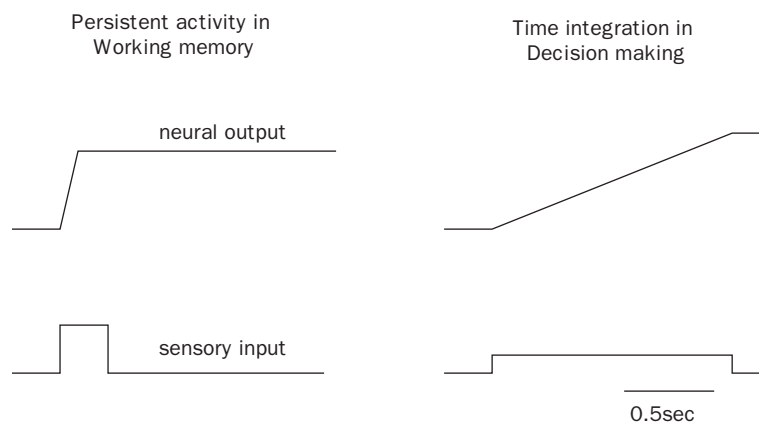 Persistent activity in
Working memory
Time integration in
Decision making
neural output
sensory input
0.5sec